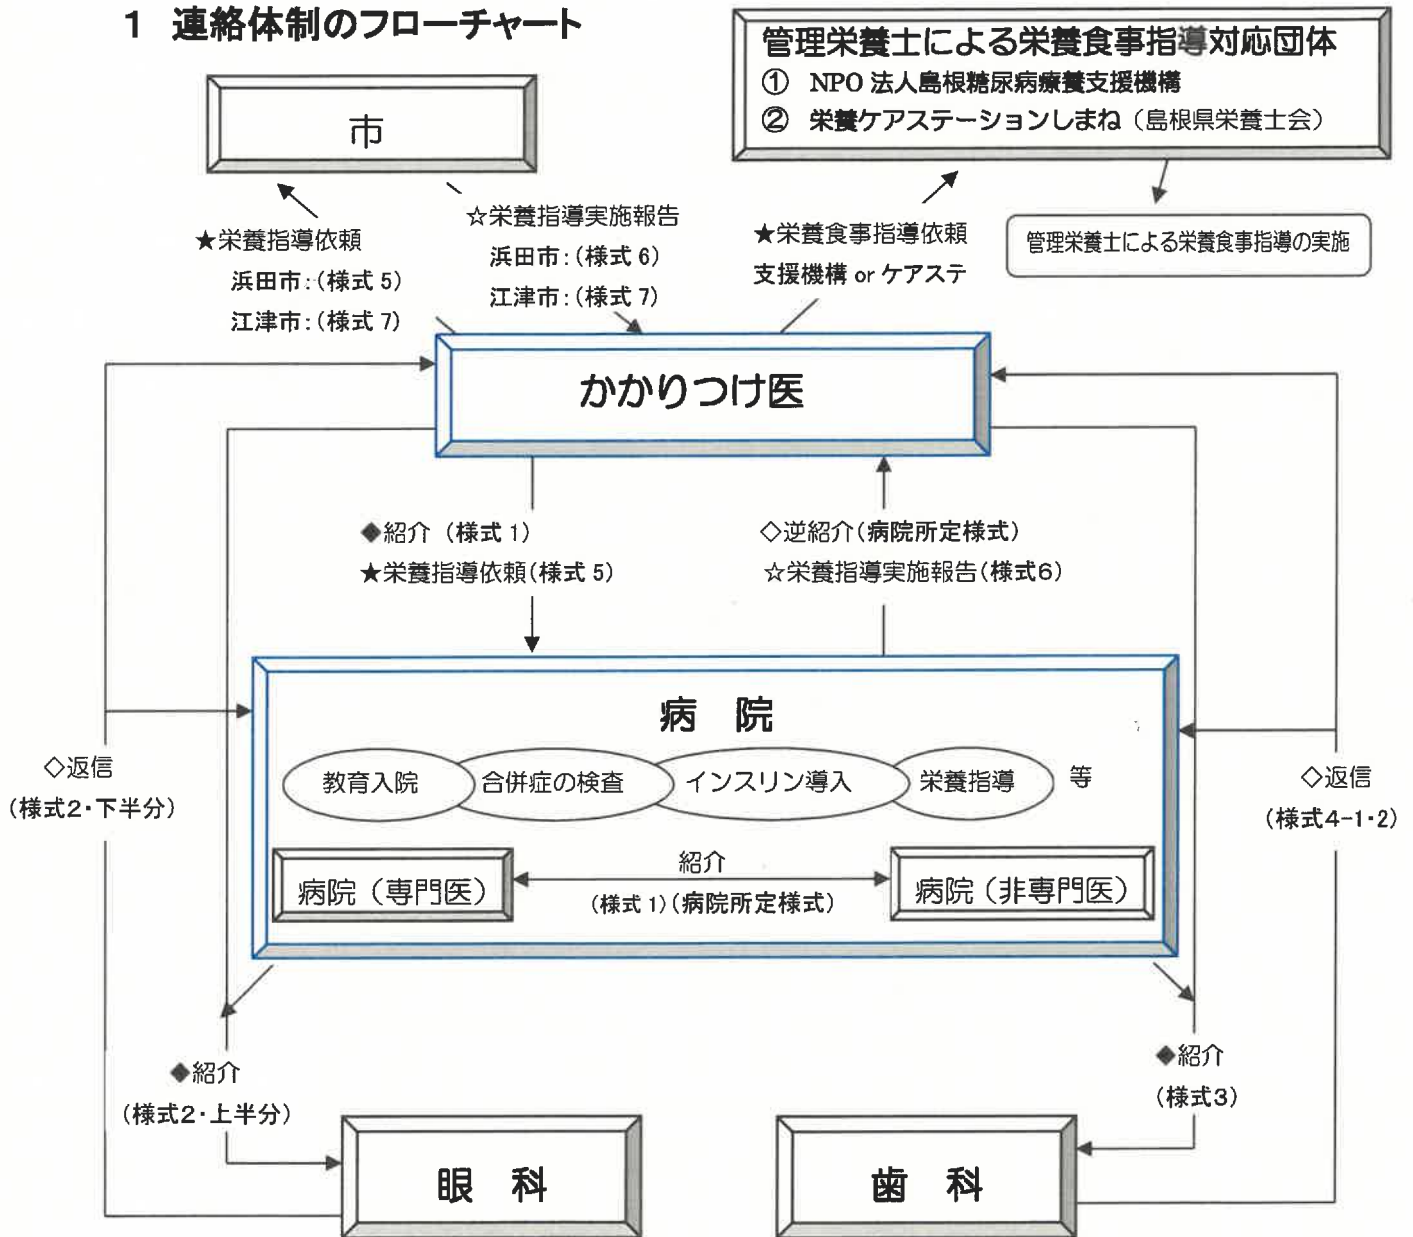 1 連絡体制のフローチャート
管理栄養士による栄養食事指導対応団体
① NPO 法人島根糖尿病療養支援機構
② 栄養ケアステーションしまね（島根県栄養士会）
市
★栄養指導依頼
浜田市:(様式 5)
江津市:(様式 7)
☆栄養指導実施報告
浜田市:(様式 6)
江津市:(様式 7)
★栄養食事指導依頼
支援機構 or ケアステ
管理栄養士による栄養食事指導の実施
かかりつけ医
◆紹介 (様式 1)
★栄養指導依頼(様式 5)
◇逆紹介(病院所定様式)
☆栄養指導実施報告(様式6)
病 院
教育入院
合併症の検査
インスリン導入
栄養指導
等
病院（専門医）
紹介
(様式 1)(病院所定様式)
病院（非専門医）
◇返信
(様式2・下半分)
◇返信
(様式4-1・2)
◆紹介
(様式2・上半分)
◆紹介
(様式3)
眼 科
歯 科